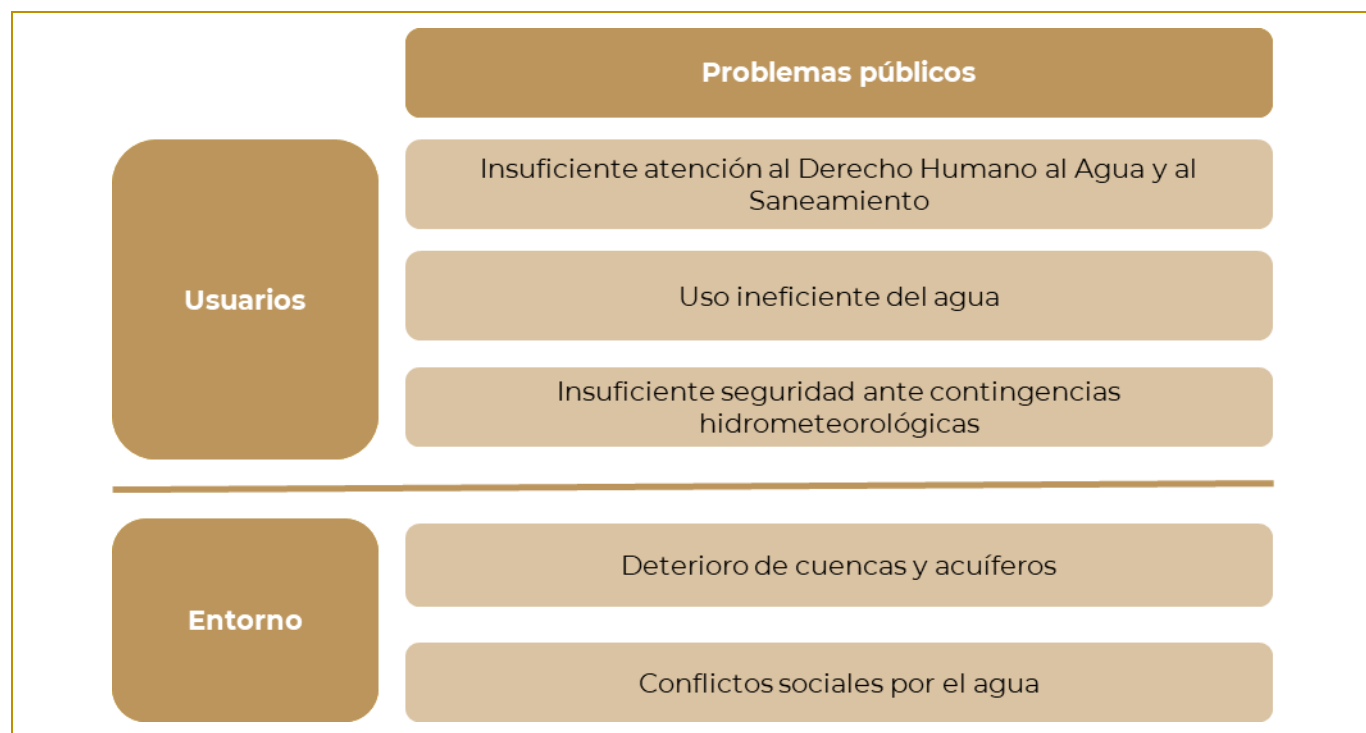 Problemas públicos
Usuarios
Insuficiente atención al Derecho Humano al Agua y al
Saneamiento
Uso ineficiente del agua
Insuficiente seguridad ante contingencias
hidrometeorológicas
Entorno
Deterioro de cuencas y acuíferos
Conflictos sociales por el agua